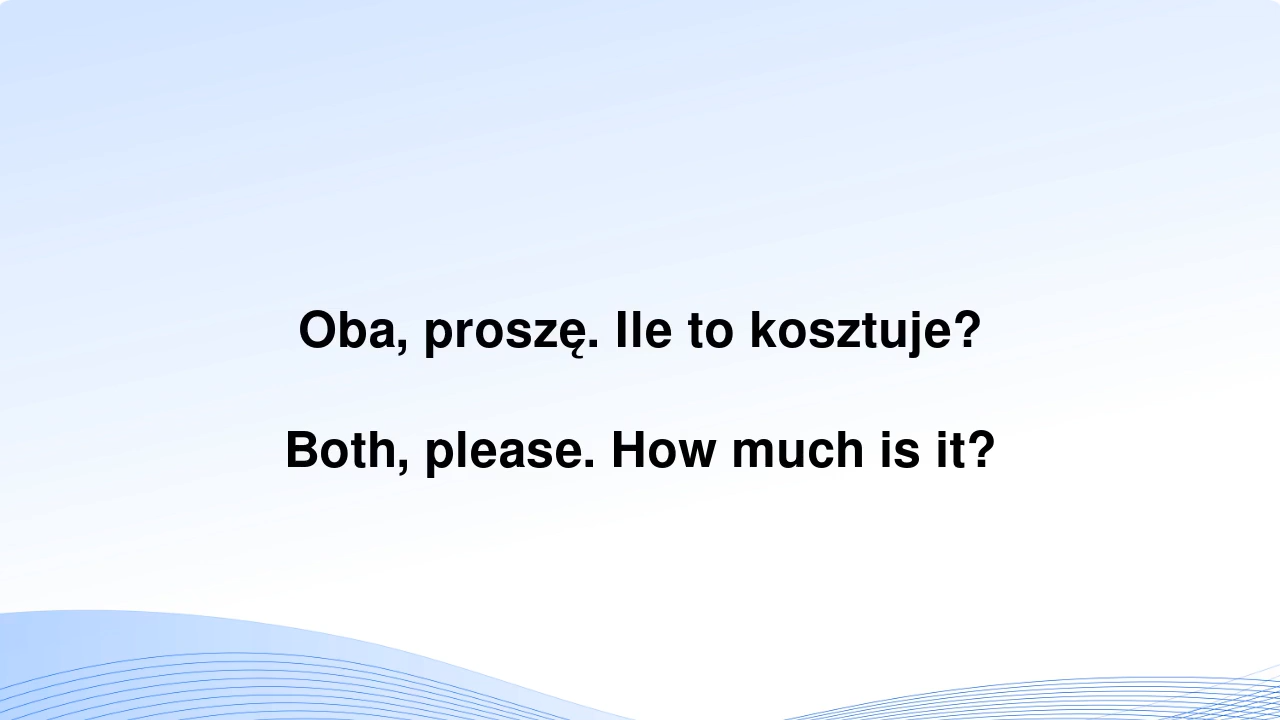 Oba, proszę. Ile to kosztuje?
Both, please. How much is it?